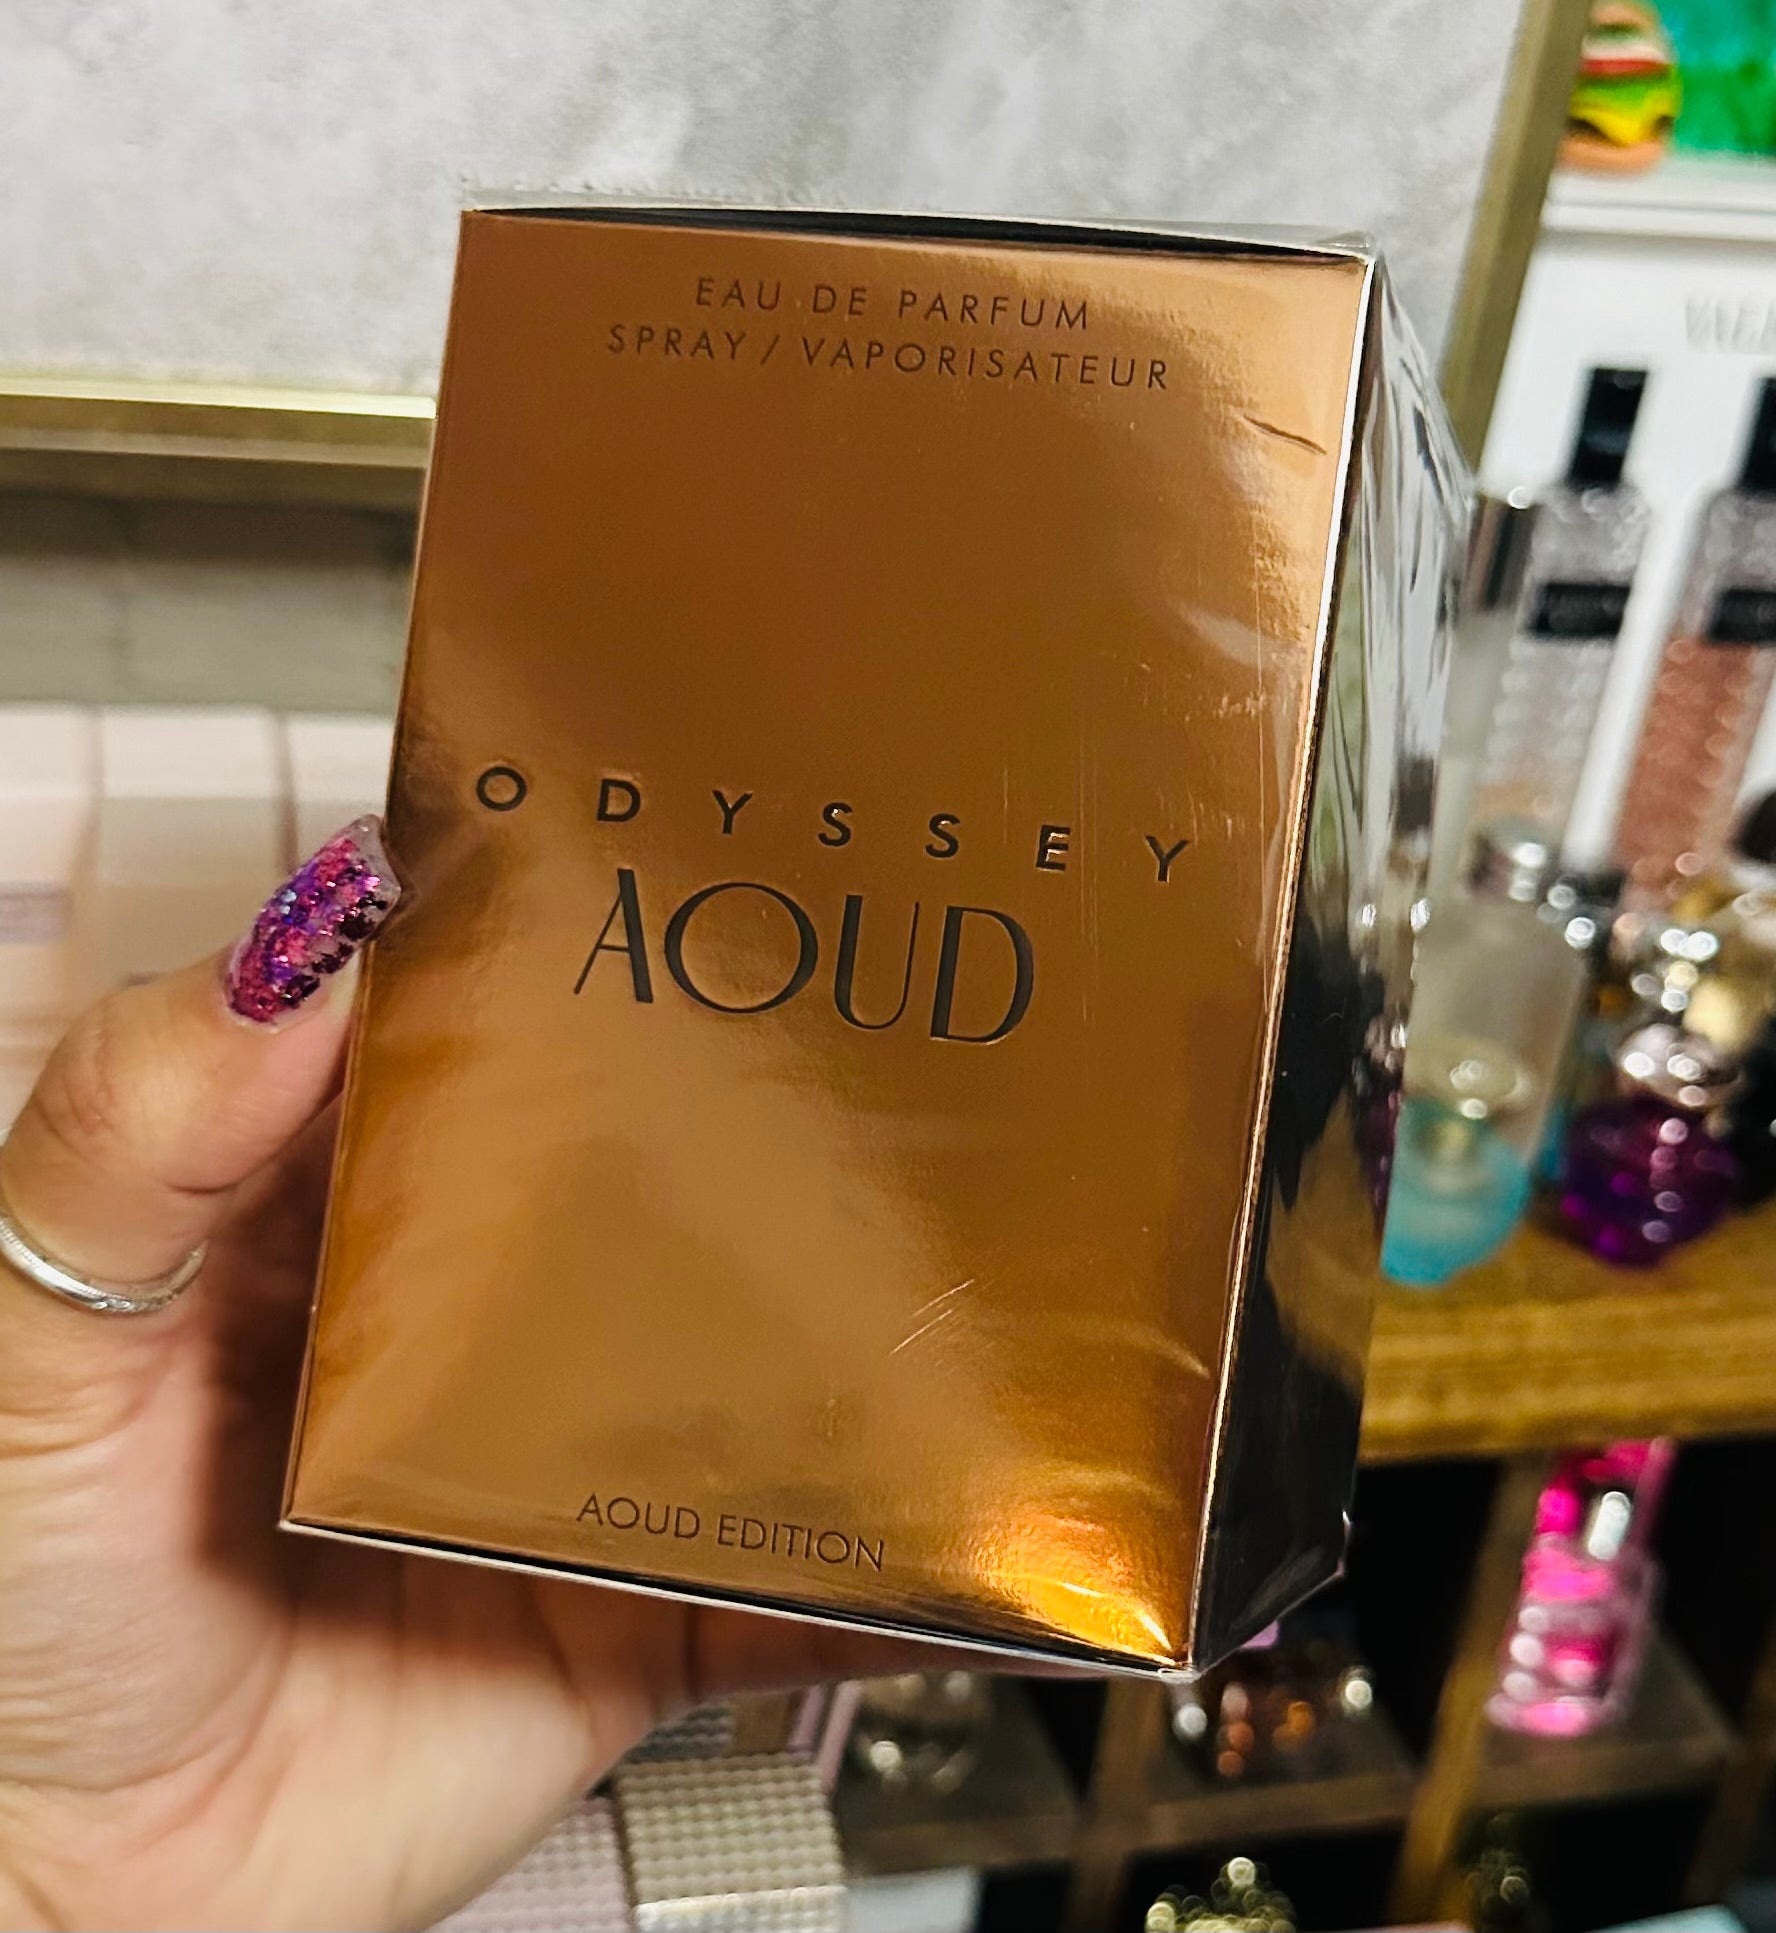 EAU DE PARFUM
SPRAY / VAPORISATEUR
ODYSSEY
AOUD
AOUD EDITION